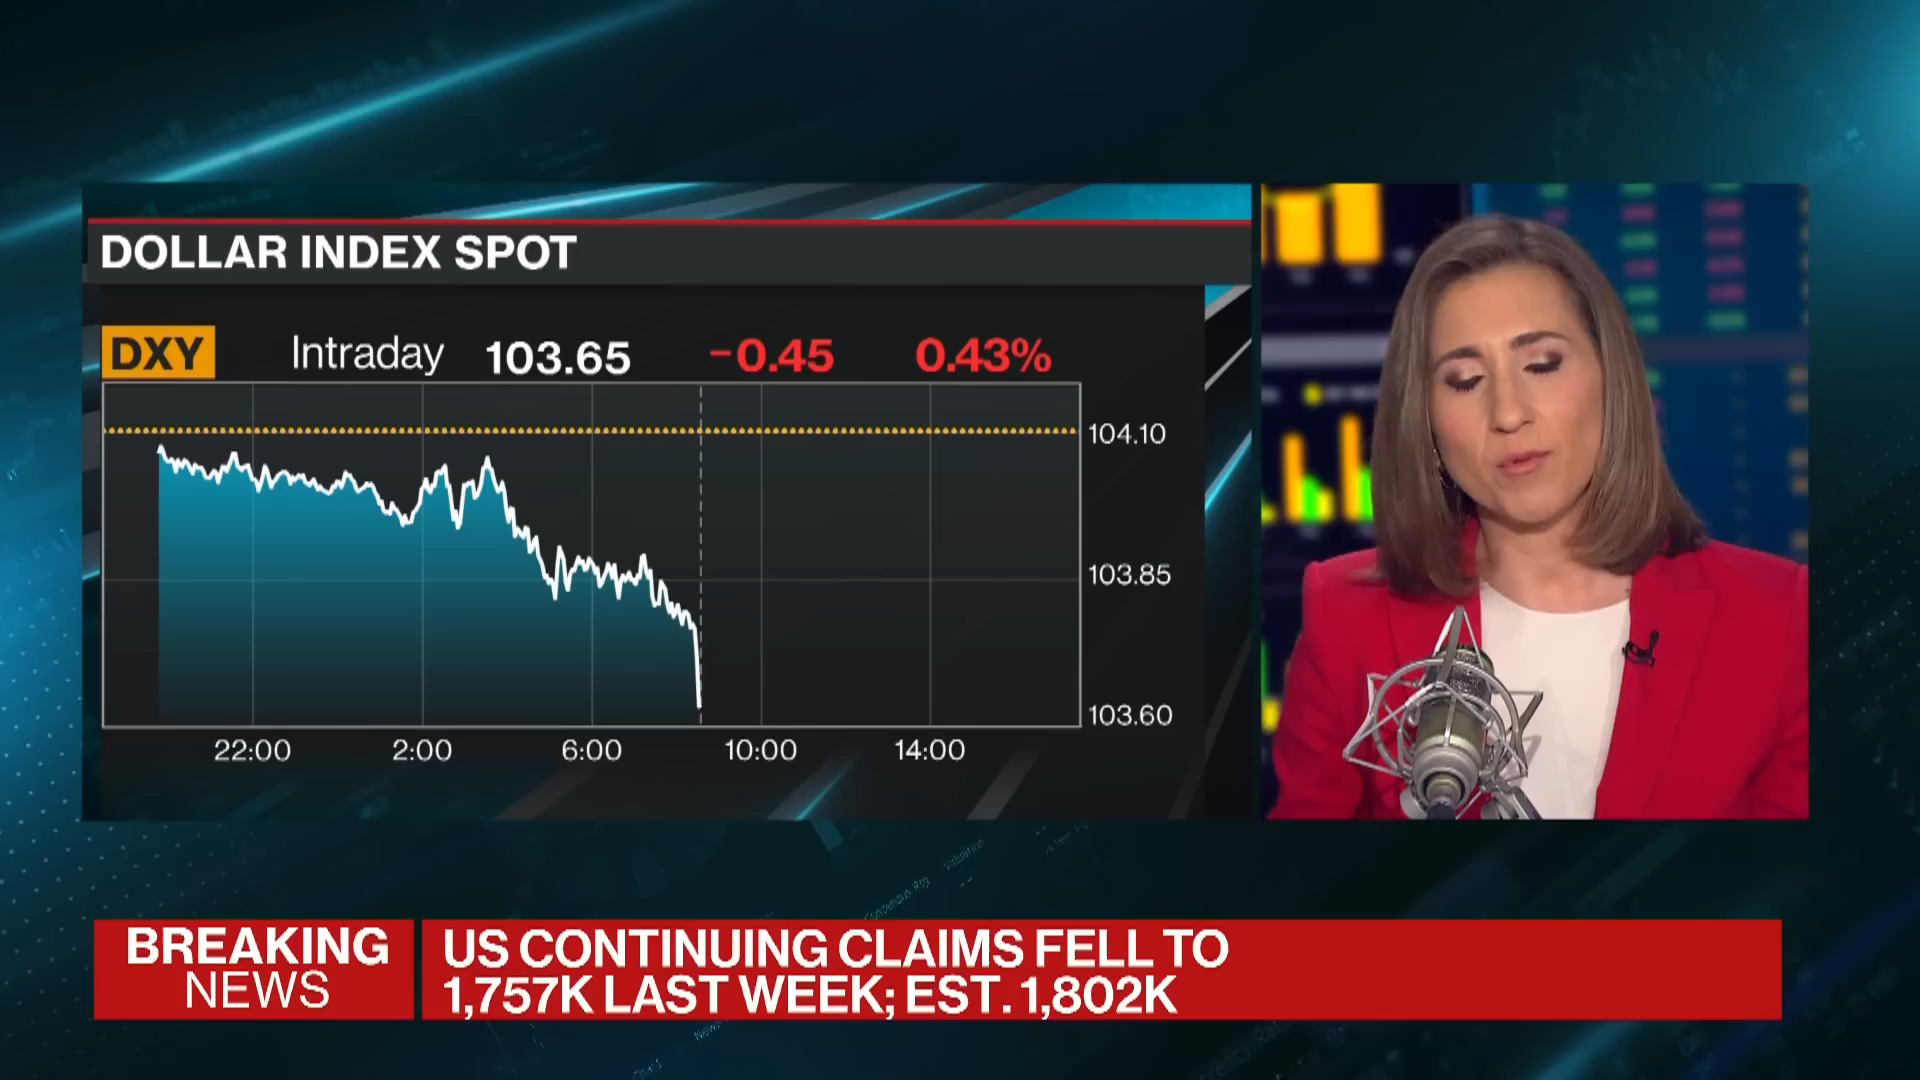 DOLLAR INDEX SPOT
DXY Intraday 103.65 −0.45 0.43%
104.10
103.85
103.60
22:00 2:00 6:00 10:00 14:00
BREAKING
NEWS
US CONTINUING CLAIMS FELL TO
1,757K LAST WEEK; EST. 1,802K